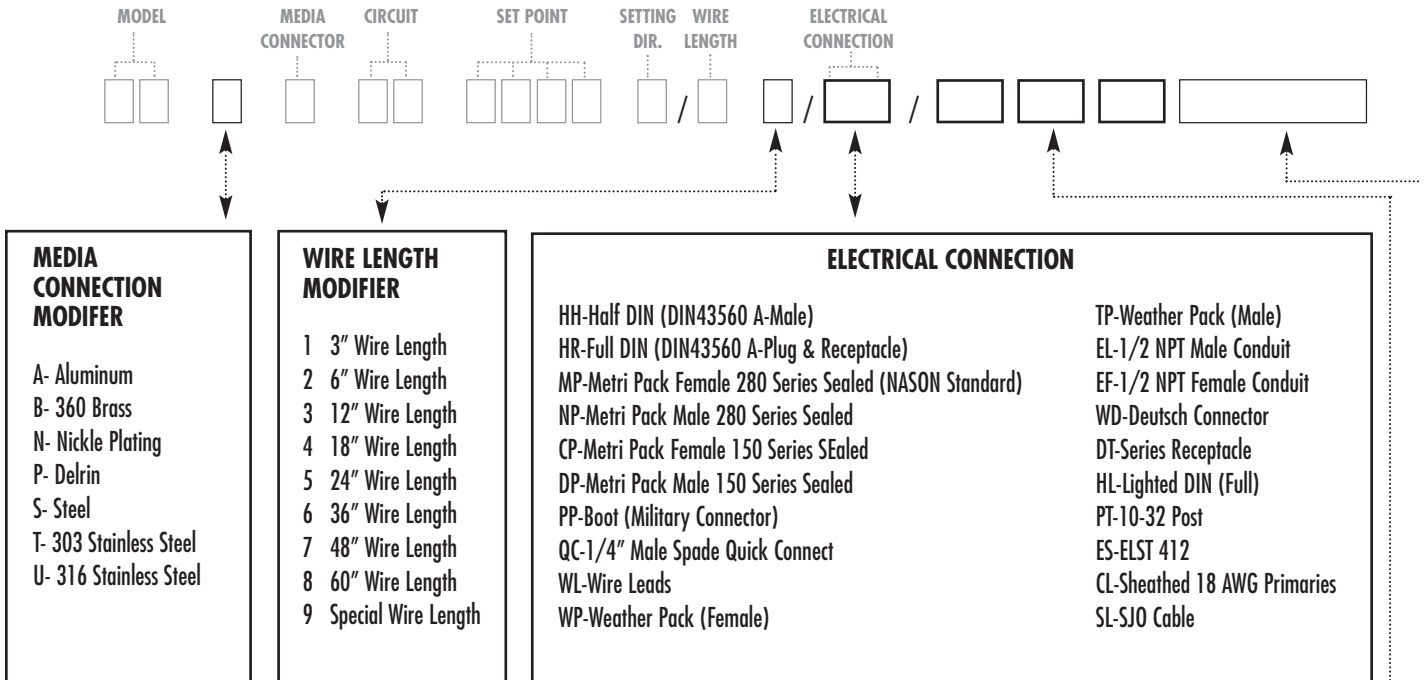 MODEL
MEDIA CONNECTOR
CIRCUIT
SET POINT
SETTING DIR.
WIRE LENGTH
ELECTRICAL CONNECTION
/ / /
MEDIA
CONNECTION
MODIFER
A- Aluminum
B- 360 Brass
N- Nickle Plating
P- Delrin
S- Steel
T- 303 Stainless Steel
U- 316 Stainless Steel
WIRE LENGTH
MODIFIER
1 3" Wire Length
2 6" Wire Length
3 12" Wire Length
4 18" Wire Length
5 24" Wire Length
6 36" Wire Length
7 48" Wire Length
8 60" Wire Length
9 Special Wire Length
ELECTRICAL CONNECTION
HH-Half DIN (DIN43560 A-Male)
HR-Full DIN (DIN43560 A-Plug & Receptacle)
MP-Metri Pack Female 280 Series Sealed (NASON Standard)
NP-Metri Pack Male 280 Series Sealed
CP-Metri Pack Female 150 Series SEaled
DP-Metri Pack Male 150 Series Sealed
PP-Boot (Military Connector)
QC-1/4" Male Spade Quick Connect
WL-Wire Leads
WP-Weather Pack (Female)
TP-Weather Pack (Male)
EL-1/2 NPT Male Conduit
EF-1/2 NPT Female Conduit
WD-Deutsch Connector
DT-Series Receptacle
HL-Lighted DIN (Full)
PT-10-32 Post
ES-ELST 412
CL-Sheathed 18 AWG Primaries
SL-SJO Cable